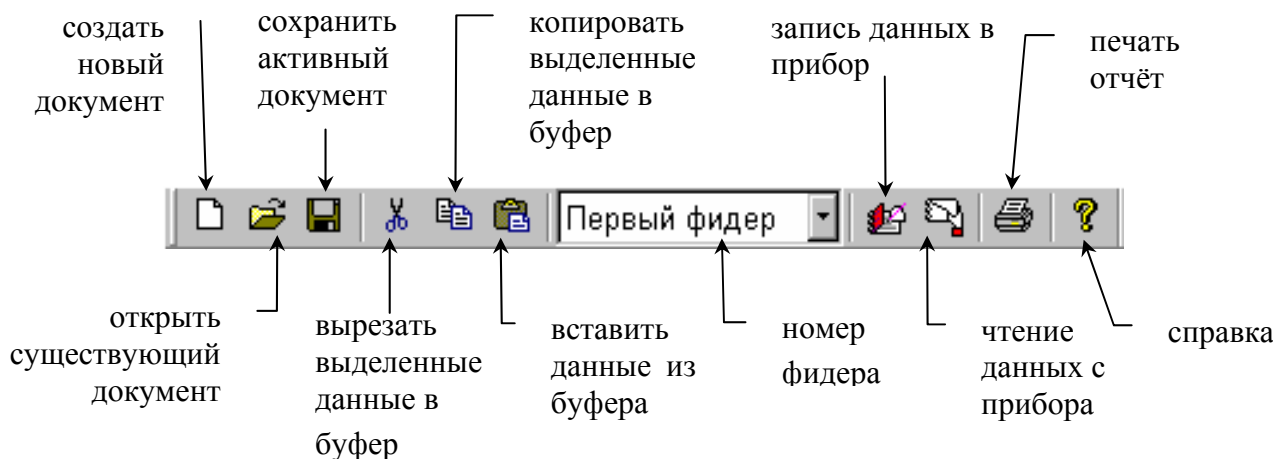 создать
новый
документ
сохранить
активный
документ
копировать
выделенные
данные в
буфер
запись данных в
прибор
печать
отчёт
Первый фидер
открыть
существующий
документ
вырезать
выделенные
данные в
буфер
вставить
данные из
буфера
номер
фидера
чтение
данных с
прибора
справка